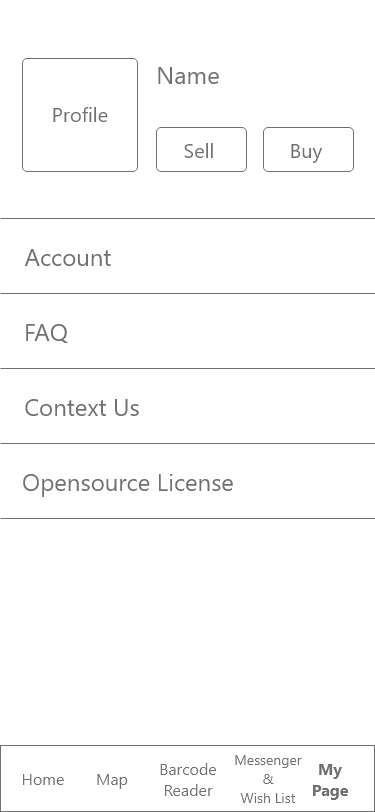 Name
Profile
Sell
Buy
Account
FAQ
Context Us
Opensource License
Home
Map
Barcode
Reader
Messenger
&
Wish List
My
Page